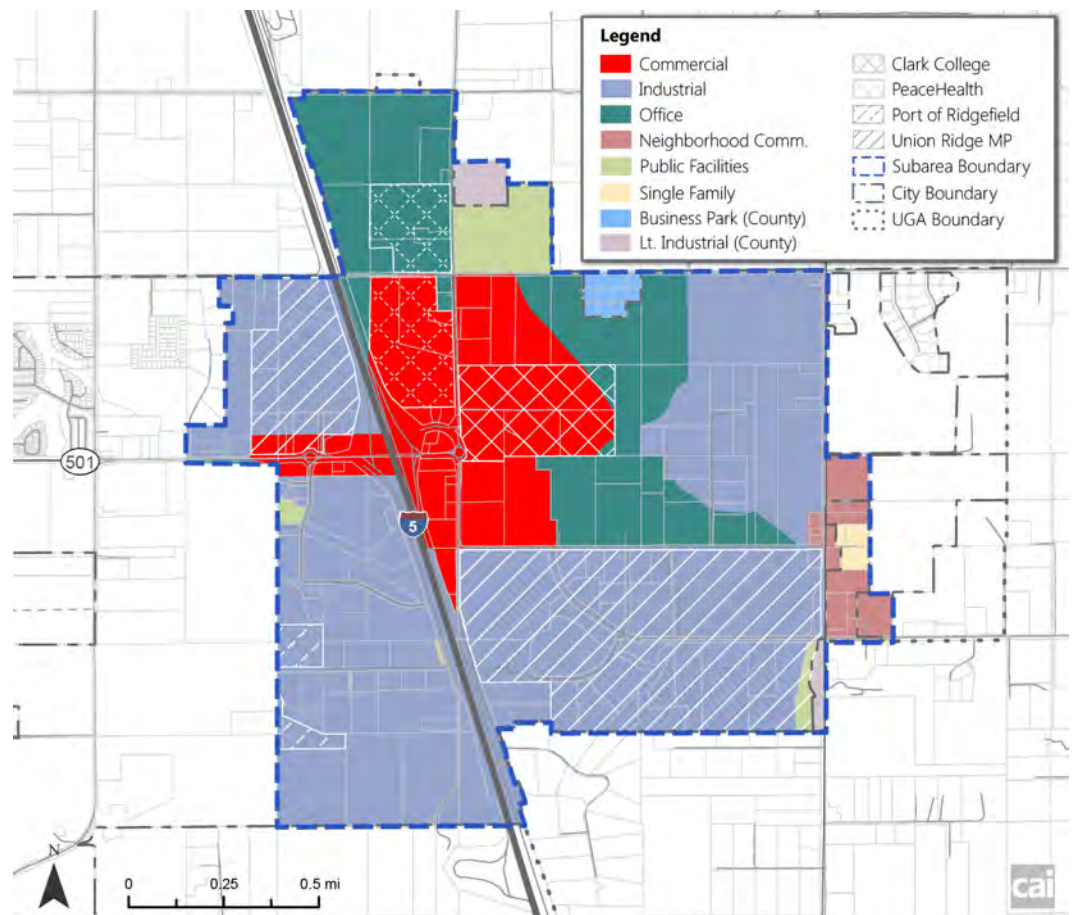 Legend
Commercial
Industrial
Office
Neighborhood Comm.
Public Facilities
Single Family
Business Park (County)
Lt. Industrial (County)
Clark College
PeaceHealth
Port of Ridgefield
Union Ridge MP
Subarea Boundary
City Boundary
UGA Boundary
501
5
N
0 0.25 0.5 mi
cai